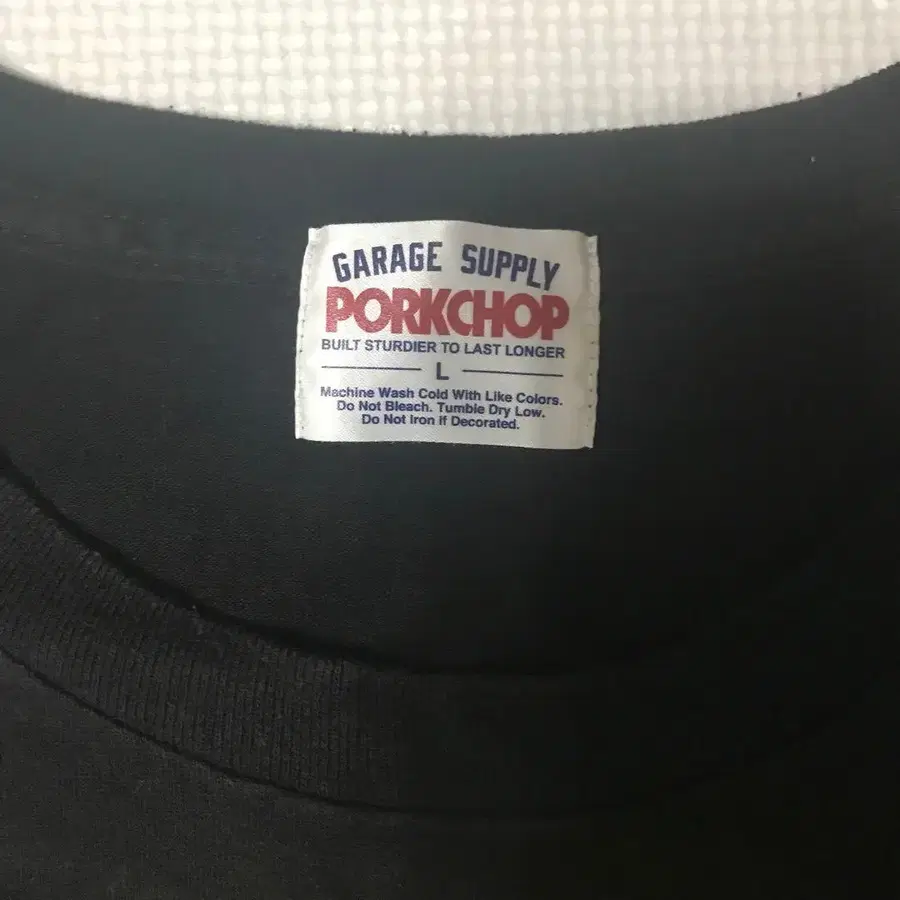 GARAGE SUPPLY
PORKCHOP
BUILT STURDIER TO LAST LONGER
L
Machine Wash Cold With Like Colors.
Do Not Bleach. Tumble Dry Low.
Do Not Iron if Decorated.